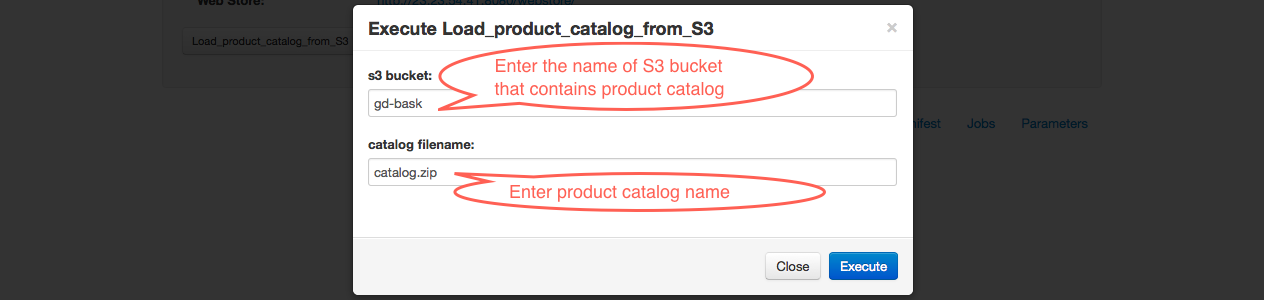 Web Store:
http://23.23.54.41:8080/webstore/
Load_product_catalog_from_S3
Execute Load_product_catalog_from_S3
×
s3 bucket:
Enter the name of S3 bucket
that contains product catalog
gd-bask
nifest Jobs Parameters
catalog filename:
catalog.zip
Enter product catalog name
Close Execute